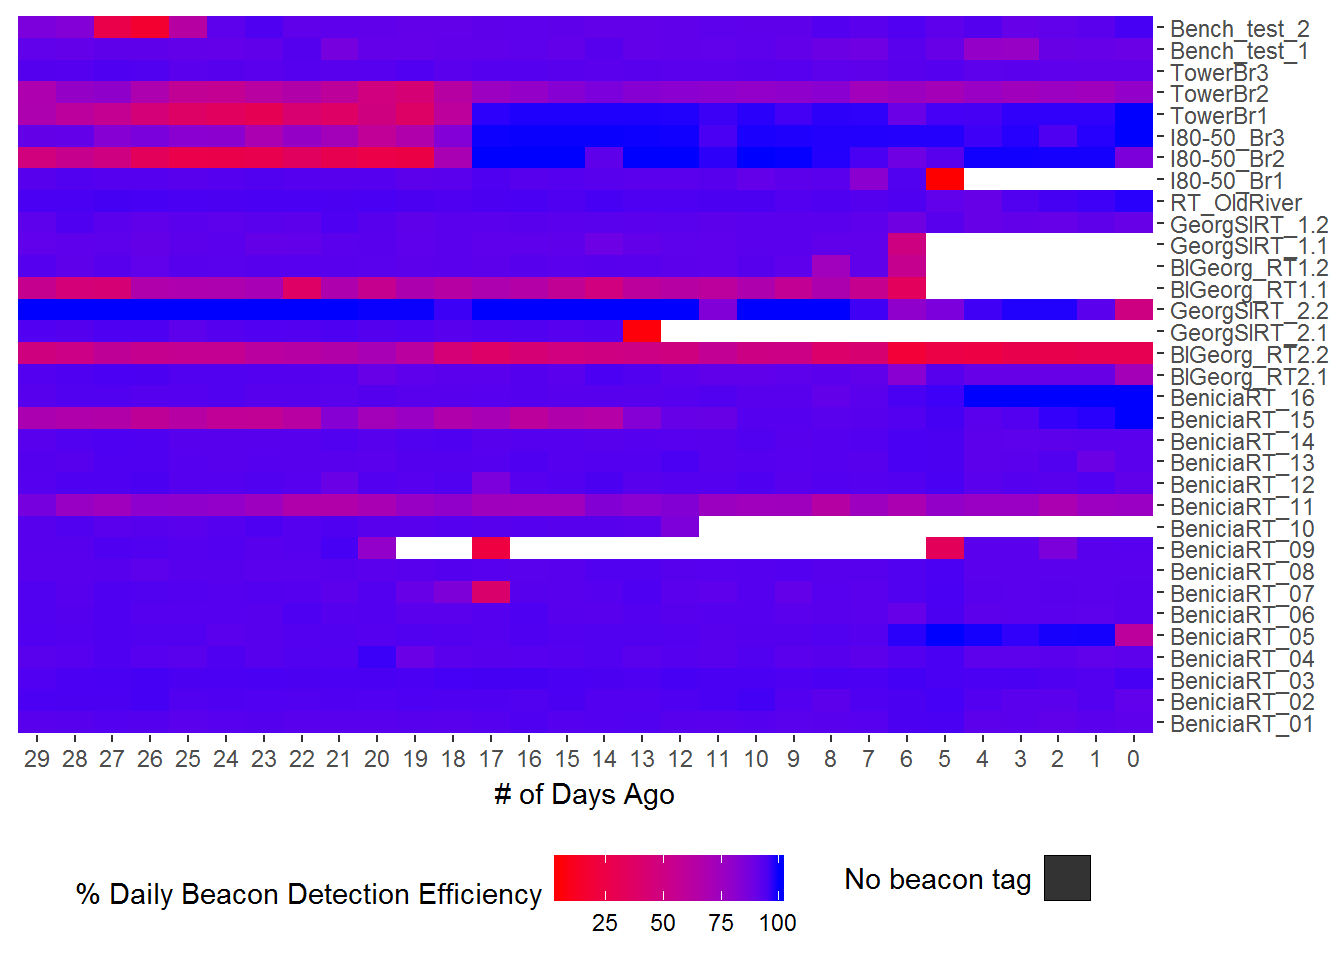 Bench_test_2
Bench_test_1
TowerBr3
TowerBr2
TowerBr1
I80-50_Br3
I80-50_Br2
I80-50_Br1
RT_OldRiver
GeorgSlRT_1.2
GeorgSlRT_1.1
BlGeorg_RT1.2
BlGeorg_RT1.1
GeorgSlRT_2.2
GeorgSlRT_2.1
BlGeorg_RT2.2
BlGeorg_RT2.1
BeniciaRT_16
BeniciaRT_15
BeniciaRT_14
BeniciaRT_13
BeniciaRT_12
BeniciaRT_11
BeniciaRT_10
BeniciaRT_09
BeniciaRT_08
BeniciaRT_07
BeniciaRT_06
BeniciaRT_05
BeniciaRT_04
BeniciaRT_03
BeniciaRT_02
BeniciaRT_01
29 28 27 26 25 24 23 22 21 20 19 18 17 16 15 14 13 12 11 10 9 8 7 6 5 4 3 2 1 0
# of Days Ago
% Daily Beacon Detection Efficiency
25 50 75 100
No beacon tag